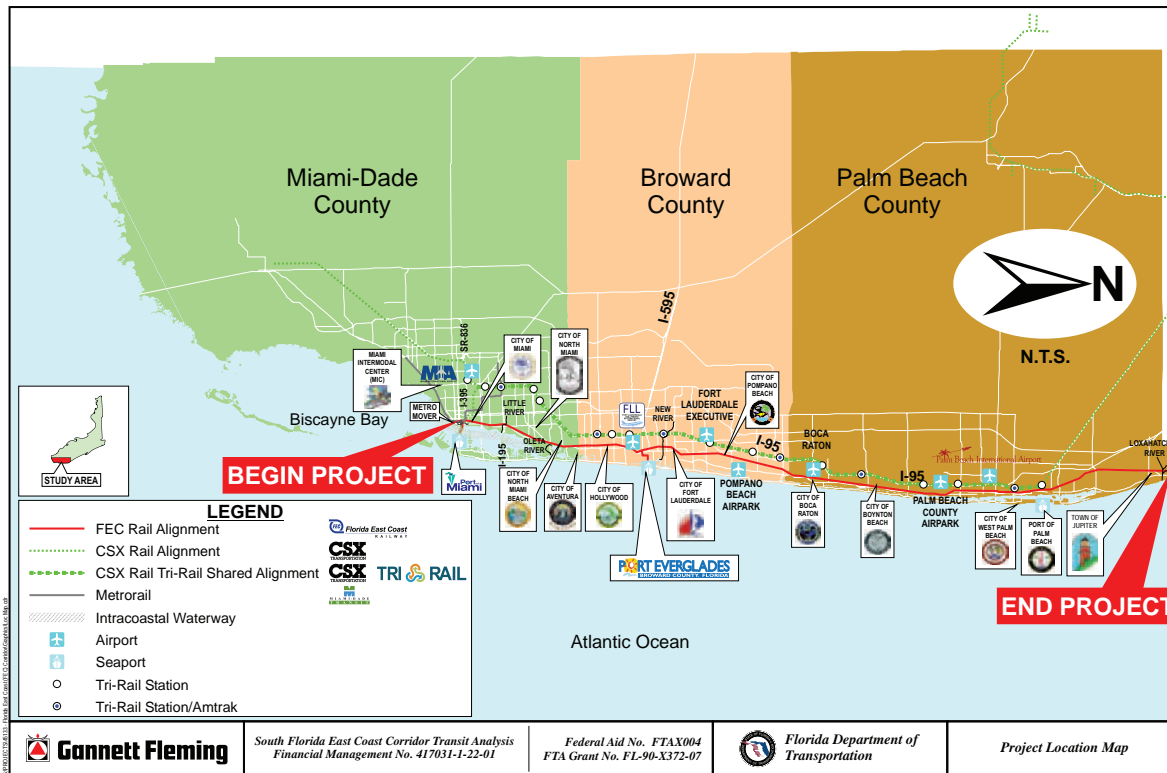 Miami-Dade
County
Broward
County
Palm Beach
County
N
N.T.S.
I-595
SR-836
I-395
I-195
I-95
I-95
MIAMI
INTERMODAL
CENTER
(MIC)
MIA
CITY OF
MIAMI
CITY OF
NORTH
MIAMI
METRO
MOVER
LITTLE
RIVER
OLETA
RIVER
Biscayne Bay
BEGIN PROJECT
Port
Miami
FLL
NEW
RIVER
FORT
LAUDERDALE
EXECUTIVE
CITY OF
POMPANO
BEACH
BOCA
RATON
Palm Beach International Airport
LOXAHATCHEE
RIVER
CITY OF
NORTH
MIAMI
BEACH
CITY OF
AVENTURA
CITY OF
HOLLYWOOD
CITY OF
FORT
LAUDERDALE
POMPANO
BEACH
AIRPARK
CITY OF
BOCA
RATON
CITY OF
BOYNTON
BEACH
PALM BEACH
COUNTY
AIRPARK
CITY OF
WEST PALM
BEACH
PORT OF
PALM
BEACH
TOWN OF
JUPITER
PORT EVERGLADES
BROWARD COUNTY, FLORIDA
END PROJECT
Atlantic Ocean
STUDY AREA
LEGEND
FEC Rail Alignment
Florida East Coast
RAILWAY
CSX Rail Alignment
CSX
TRANSPORTATION
CSX Rail Tri-Rail Shared Alignment
CSX
TRANSPORTATION
TRI RAIL
Metrorail
MIAMI-DADE
TRANSIT
Intracoastal Waterway
Airport
Seaport
Tri-Rail Station
Tri-Rail Station/Amtrak
Gannett Fleming
South Florida East Coast Corridor Transit Analysis
Financial Management No. 417031-1-22-01
Federal Aid No. FTAX004
FTA Grant No. FL-90-X372-07
Florida Department of
Transportation
Project Location Map